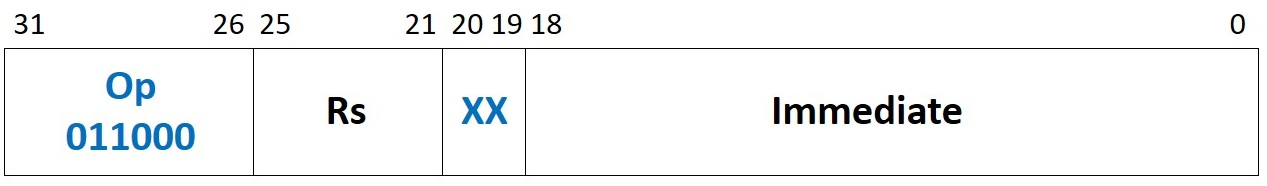 31 26 25 21 20 19 18 0
Op
011000
Rs
XX
Immediate